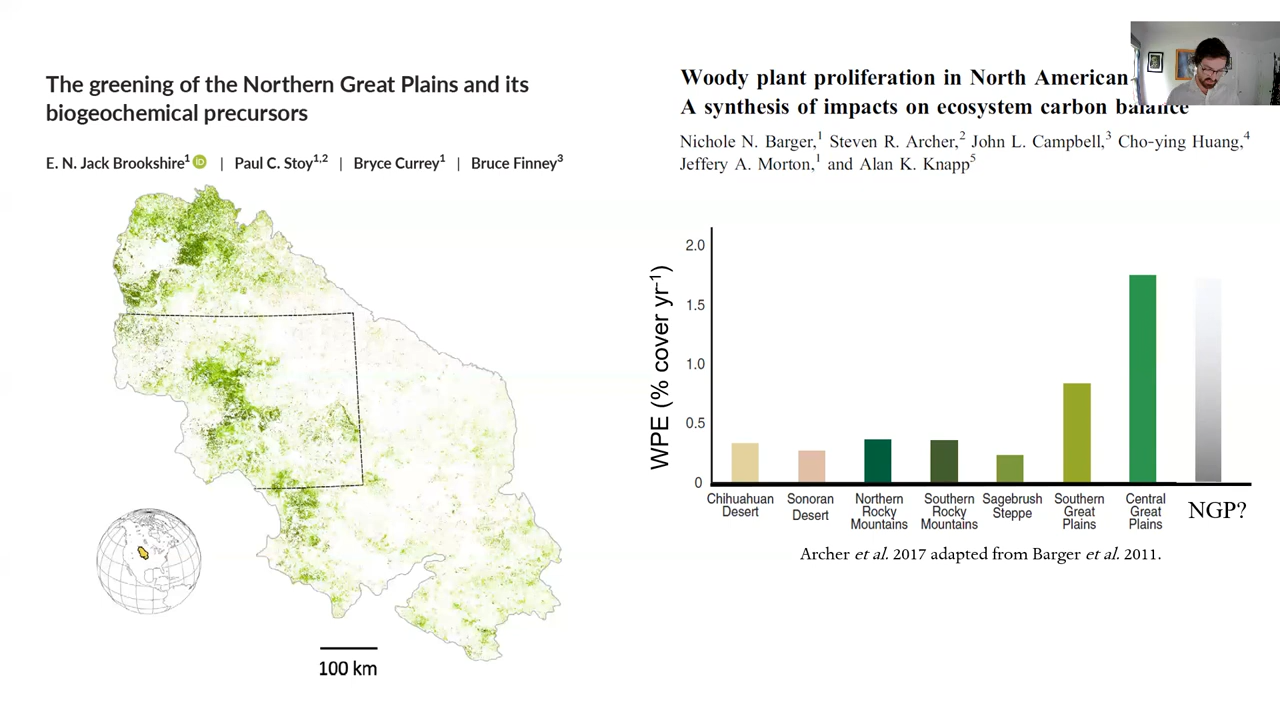 The greening of the Northern Great Plains and its
biogeochemical precursors
E. N. Jack Brookshire¹ iD | Paul C. Stoy¹,² | Bryce Currey¹ | Bruce Finney³
100 km
Woody plant proliferation in North American
A synthesis of impacts on ecosystem carbon balance
Nichole N. Barger,¹ Steven R. Archer,² John L. Campbell,³ Cho-ying Huang,⁴
Jeffery A. Morton,¹ and Alan K. Knapp⁵
WPE (% cover yr⁻¹)
2.0
1.5
1.0
0.5
0
Chihuahuan
Desert
Sonoran
Desert
Northern
Rocky
Mountains
Southern
Rocky
Mountains
Sagebrush
Steppe
Southern
Great
Plains
Central
Great
Plains
NGP?
Archer et al. 2017 adapted from Barger et al. 2011.